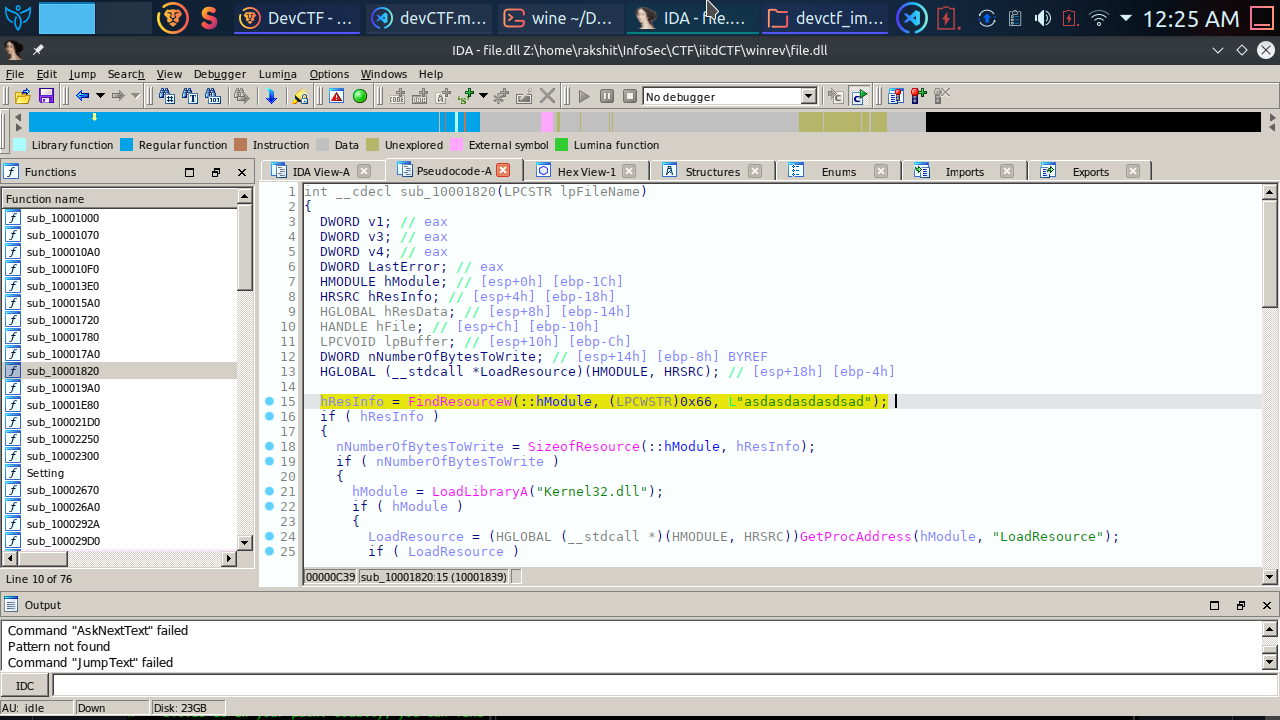 DevCTF - ...
devCTF.m...
wine ~/D...
IDA - file....
devctf_im...
12:25 AM
IDA - file.dll Z:\home\rakshit\InfoSec\CTF\iitdCTF\winrev\file.dll
File Edit Jump Search View Debugger Lumina Options Windows Help
No debugger
Library function Regular function Instruction Data Unexplored External symbol Lumina function
Functions
IDA View-A Pseudocode-A Hex View-1 Structures Enums Imports Exports
Function name
sub_10001000
sub_10001070
sub_100010A0
sub_100010F0
sub_100013E0
sub_100015A0
sub_10001720
sub_10001780
sub_100017A0
sub_10001820
sub_100019A0
sub_10001E80
sub_100021D0
sub_10002250
sub_10002300
Setting
sub_10002670
sub_100026A0
sub_1000292A
sub_100029D0
Line 10 of 76
1 int __cdecl sub_10001820(LPCSTR lpFileName)
2 {
3 DWORD v1; // eax
4 DWORD v3; // eax
5 DWORD v4; // eax
6 DWORD LastError; // eax
7 HMODULE hModule; // [esp+0h] [ebp-1Ch]
8 HRSRC hResInfo; // [esp+4h] [ebp-18h]
9 HGLOBAL hResData; // [esp+8h] [ebp-14h]
10 HANDLE hFile; // [esp+Ch] [ebp-10h]
11 LPCVOID lpBuffer; // [esp+10h] [ebp-Ch]
12 DWORD nNumberOfBytesToWrite; // [esp+14h] [ebp-8h] BYREF
13 HGLOBAL (__stdcall *LoadResource)(HMODULE, HRSRC); // [esp+18h] [ebp-4h]
14
15 hResInfo = FindResourceW(::hModule, (LPCWSTR)0x66, L"asdasdasdasdsad");
16 if ( hResInfo )
17 {
18 nNumberOfBytesToWrite = SizeofResource(::hModule, hResInfo);
19 if ( nNumberOfBytesToWrite )
20 {
21 hModule = LoadLibraryA("Kernel32.dll");
22 if ( hModule )
23 {
24 LoadResource = (HGLOBAL (__stdcall *)(HMODULE, HRSRC))GetProcAddress(hModule, "LoadResource");
25 if ( LoadResource )
00000C39 sub_10001820:15 (10001839)
Output
Command "AskNextText" failed
Pattern not found
Command "JumpText" failed
IDC
AU: idle Down Disk: 23GB